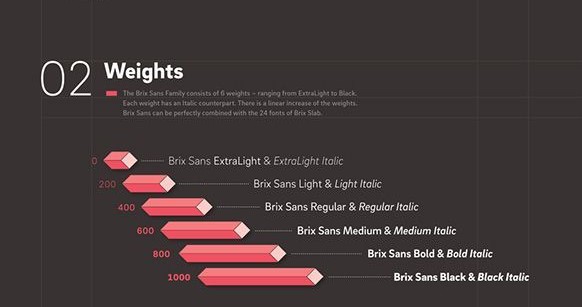 02
Weights
The Brix Sans Family consists of 6 weights – ranging from ExtraLight to Black.
Each weight has an Italic counterpart. There is a linear increase of the weights.
Brix Sans can be perfectly combined with the 24 fonts of Brix Slab.
0 Brix Sans ExtraLight & ExtraLight Italic
200 Brix Sans Light & Light Italic
400 Brix Sans Regular & Regular Italic
600 Brix Sans Medium & Medium Italic
800 Brix Sans Bold & Bold Italic
1000 Brix Sans Black & Black Italic